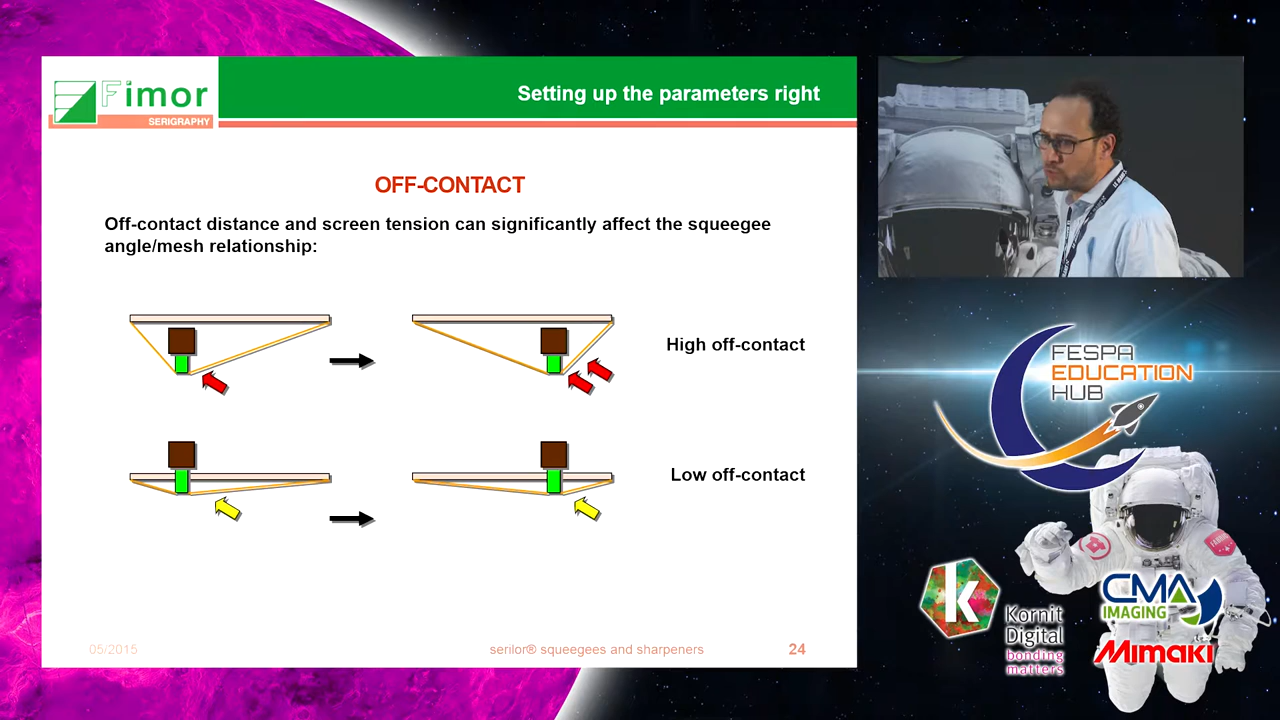 Fimor
SERIGRAPHY
Setting up the parameters right
OFF-CONTACT
Off-contact distance and screen tension can significantly affect the squeegee
angle/mesh relationship:
High off-contact
Low off-contact
05/2015
serilor® squeegees and sharpeners
24
FESPA
EDUCATION
HUB
Kornit
Digital
bonding
matters
CMA
IMAGING
Mimaki